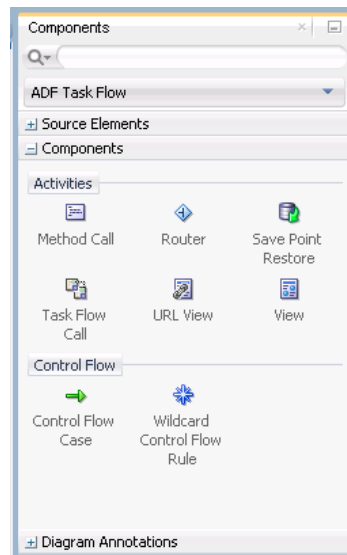 Components
ADF Task Flow
Source Elements
Components
Activities
Method Call
Router
Save Point
Restore
Task Flow
Call
URL View
View
Control Flow
Control Flow
Case
Wildcard
Control Flow
Rule
Diagram Annotations